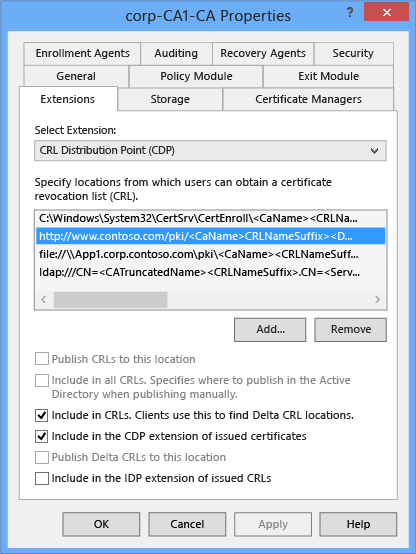 corp-CA1-CA Properties
? x
Enrollment Agents Auditing Recovery Agents Security
General Policy Module Exit Module
Extensions Storage Certificate Managers
Select Extension:
CRL Distribution Point (CDP)
Specify locations from which users can obtain a certificate
revocation list (CRL).
C:\Windows\System32\CertSrv\CertEnroll\<CaName><CRLNa...
http://www.contoso.com/pki/<CaName>CRLNameSuffix><D...
file://\\App1.corp.contoso.com\pki\<CaName><CRLNameSuff...
ldap:///CN=<CATruncatedName><CRLNameSuffix>.CN=<Serv...
Add... Remove
Publish CRLs to this location
Include in all CRLs. Specifies where to publish in the Active
Directory when publishing manually.
Include in CRLs. Clients use this to find Delta CRL locations.
Include in the CDP extension of issued certificates
Publish Delta CRLs to this location
Include in the IDP extension of issued CRLs
OK Cancel Apply Help